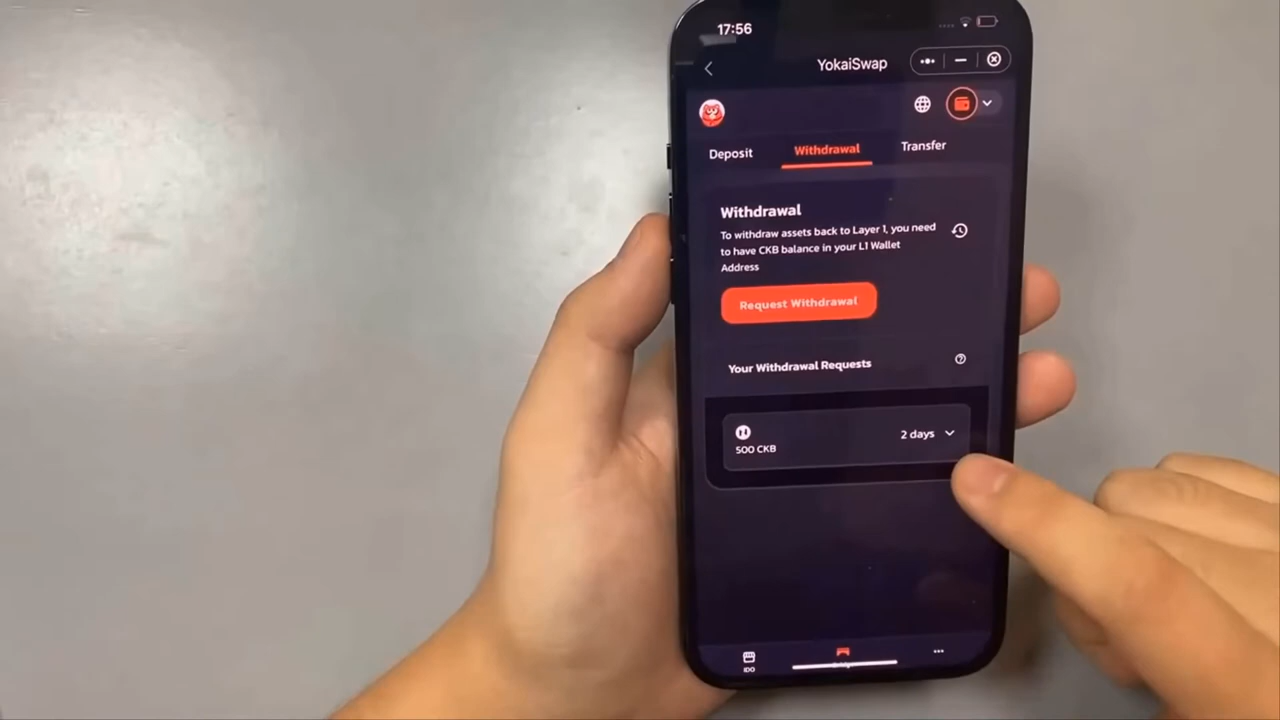 17:56
YokaiSwap
Deposit
Withdrawal
Transfer
Withdrawal
To withdraw assets back to Layer 1, you need
to have CKB balance in your L1 Wallet
Address
Request Withdrawal
Your Withdrawal Requests
2 days
500 CKB
IDO